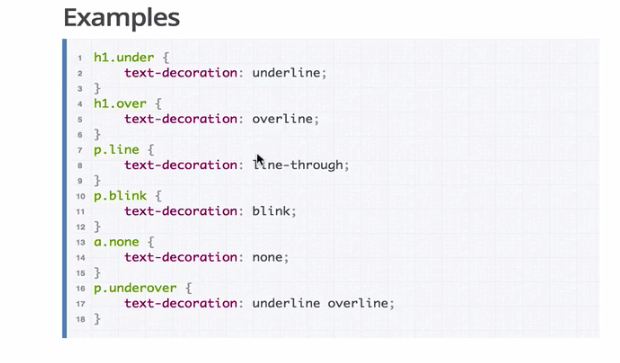 Examples
1 h1.under {
2 text-decoration: underline;
3 }
4 h1.over {
5 text-decoration: overline;
6 }
7 p.line {
8 text-decoration: line-through;
9 }
10 p.blink {
11 text-decoration: blink;
12 }
13 a.none {
14 text-decoration: none;
15 }
16 p.underover {
17 text-decoration: underline overline;
18 }